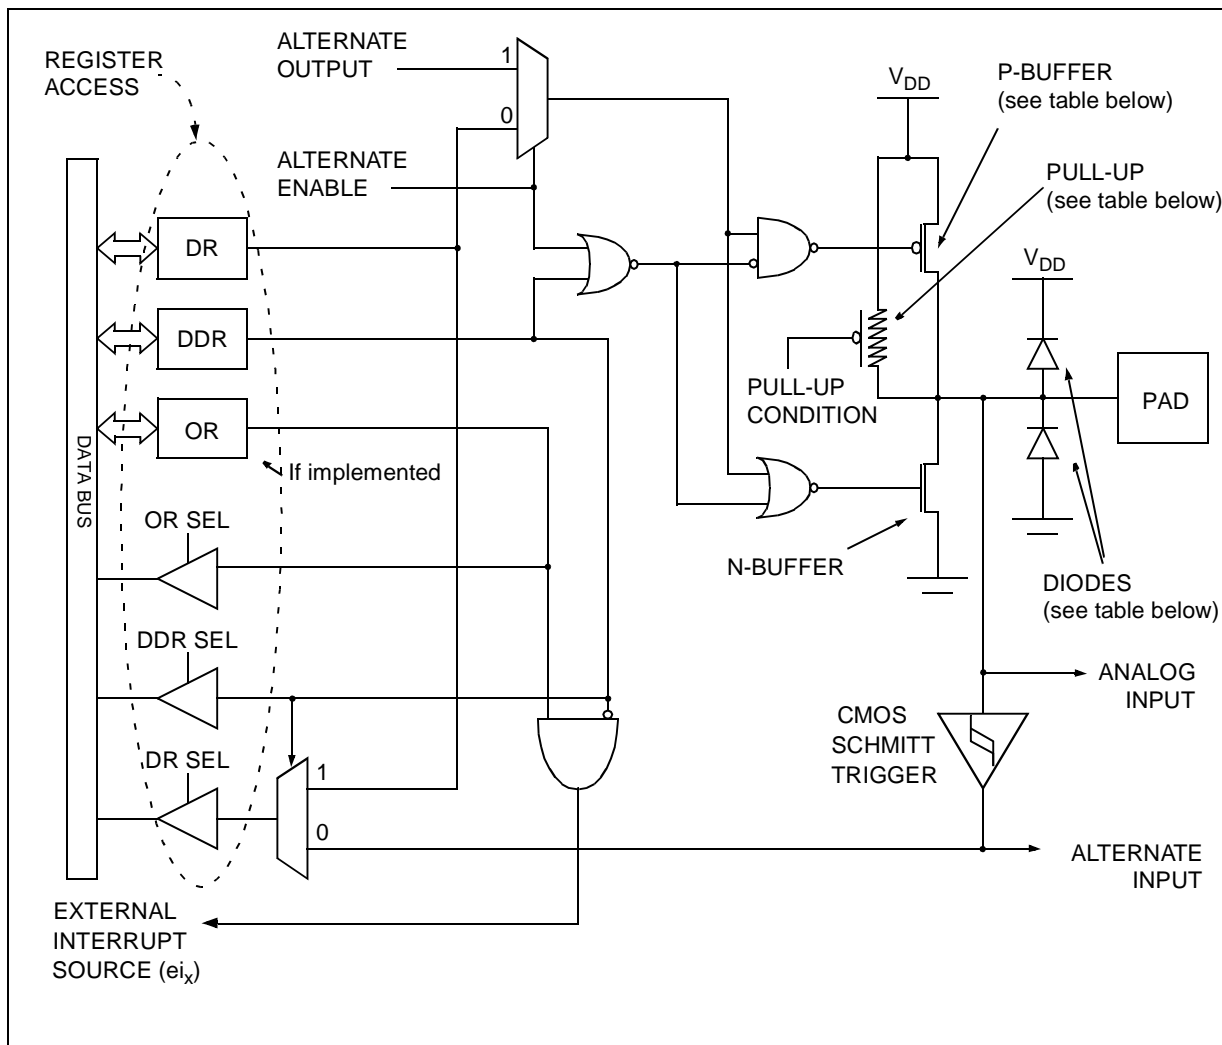 REGISTER
ACCESS
ALTERNATE
OUTPUT
1
0
ALTERNATE
ENABLE
VDD
P-BUFFER
(see table below)
PULL-UP
(see table below)
DR
DDR
OR
If implemented
DATA BUS
VDD
PULL-UP
CONDITION
PAD
OR SEL
N-BUFFER
DIODES
(see table below)
DDR SEL
ANALOG
INPUT
CMOS
SCHMITT
TRIGGER
DR SEL
1
0
ALTERNATE
INPUT
EXTERNAL
INTERRUPT
SOURCE (eix)